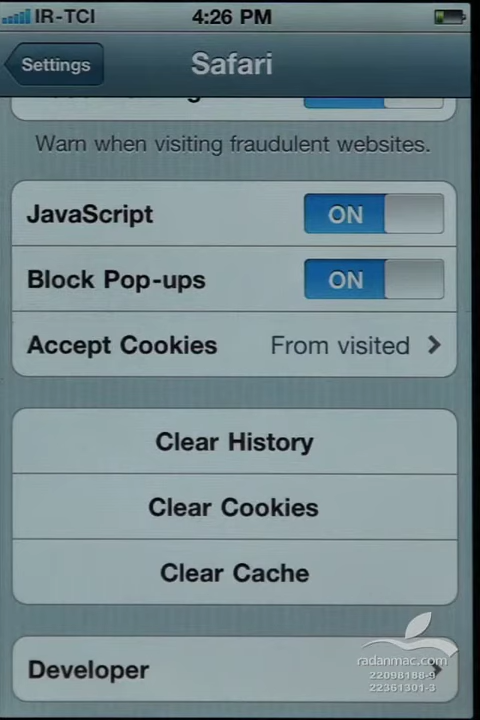 IR-TCI 4:26 PM
Settings Safari
Warn when visiting fraudulent websites.
JavaScript ON
Block Pop-ups ON
Accept Cookies From visited
Clear History
Clear Cookies
Clear Cache
Developer
radanmac.com
22098188-9
22361301-3